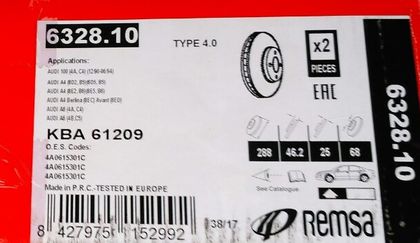 6328.10
TYPE 4.0
x2
PIECES
EAC
Applications:
AUDI 100 (4A, C4) (12.90-06.94)
AUDI A4 (8D2, B5)(8D5, B5)
AUDI A4 (8E2, B6)(8E5, B6)
AUDI A4 Berlina (8EC) Avant (8ED)
AUDI A6 (4A, C4)
AUDI A6 (4B,C5)
KBA 61209
O.E.S. Codes:
4A0615301C
4A0615301C
4A0615301C
4A0615301C
288 46.2 25 68
See Catalogue
Made in P.R.C.-TESTED IN EUROPE
8 427975 152992
38/17
REMSA
6328.10